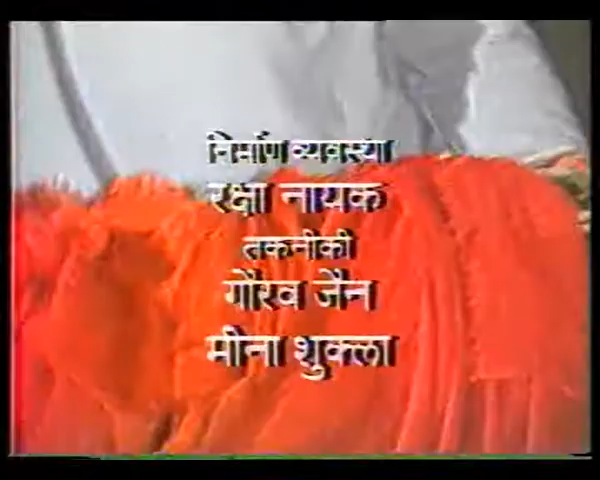 निर्माण व्यवस्था
रक्षा नायक
तकनीकी
गौरव जैन
मीना शुक्ला